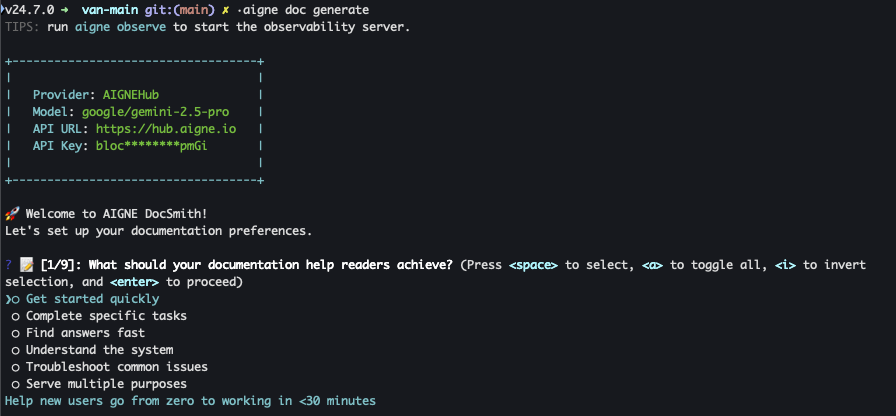 v24.7.0 → van-main git:(main) ✗ ·aigne doc generate
TIPS: run aigne observe to start the observability server.
Provider: AIGNEHub
Model: google/gemini-2.5-pro
API URL: https://hub.aigne.io
API Key: bloc********pmGi
🚀 Welcome to AIGNE DocSmith!
Let's set up your documentation preferences.
? 📝 [1/9]: What should your documentation help readers achieve? (Press <space> to select, <a> to toggle all, <i> to invert
selection, and <enter> to proceed)
❯○ Get started quickly
○ Complete specific tasks
○ Find answers fast
○ Understand the system
○ Troubleshoot common issues
○ Serve multiple purposes
Help new users go from zero to working in <30 minutes